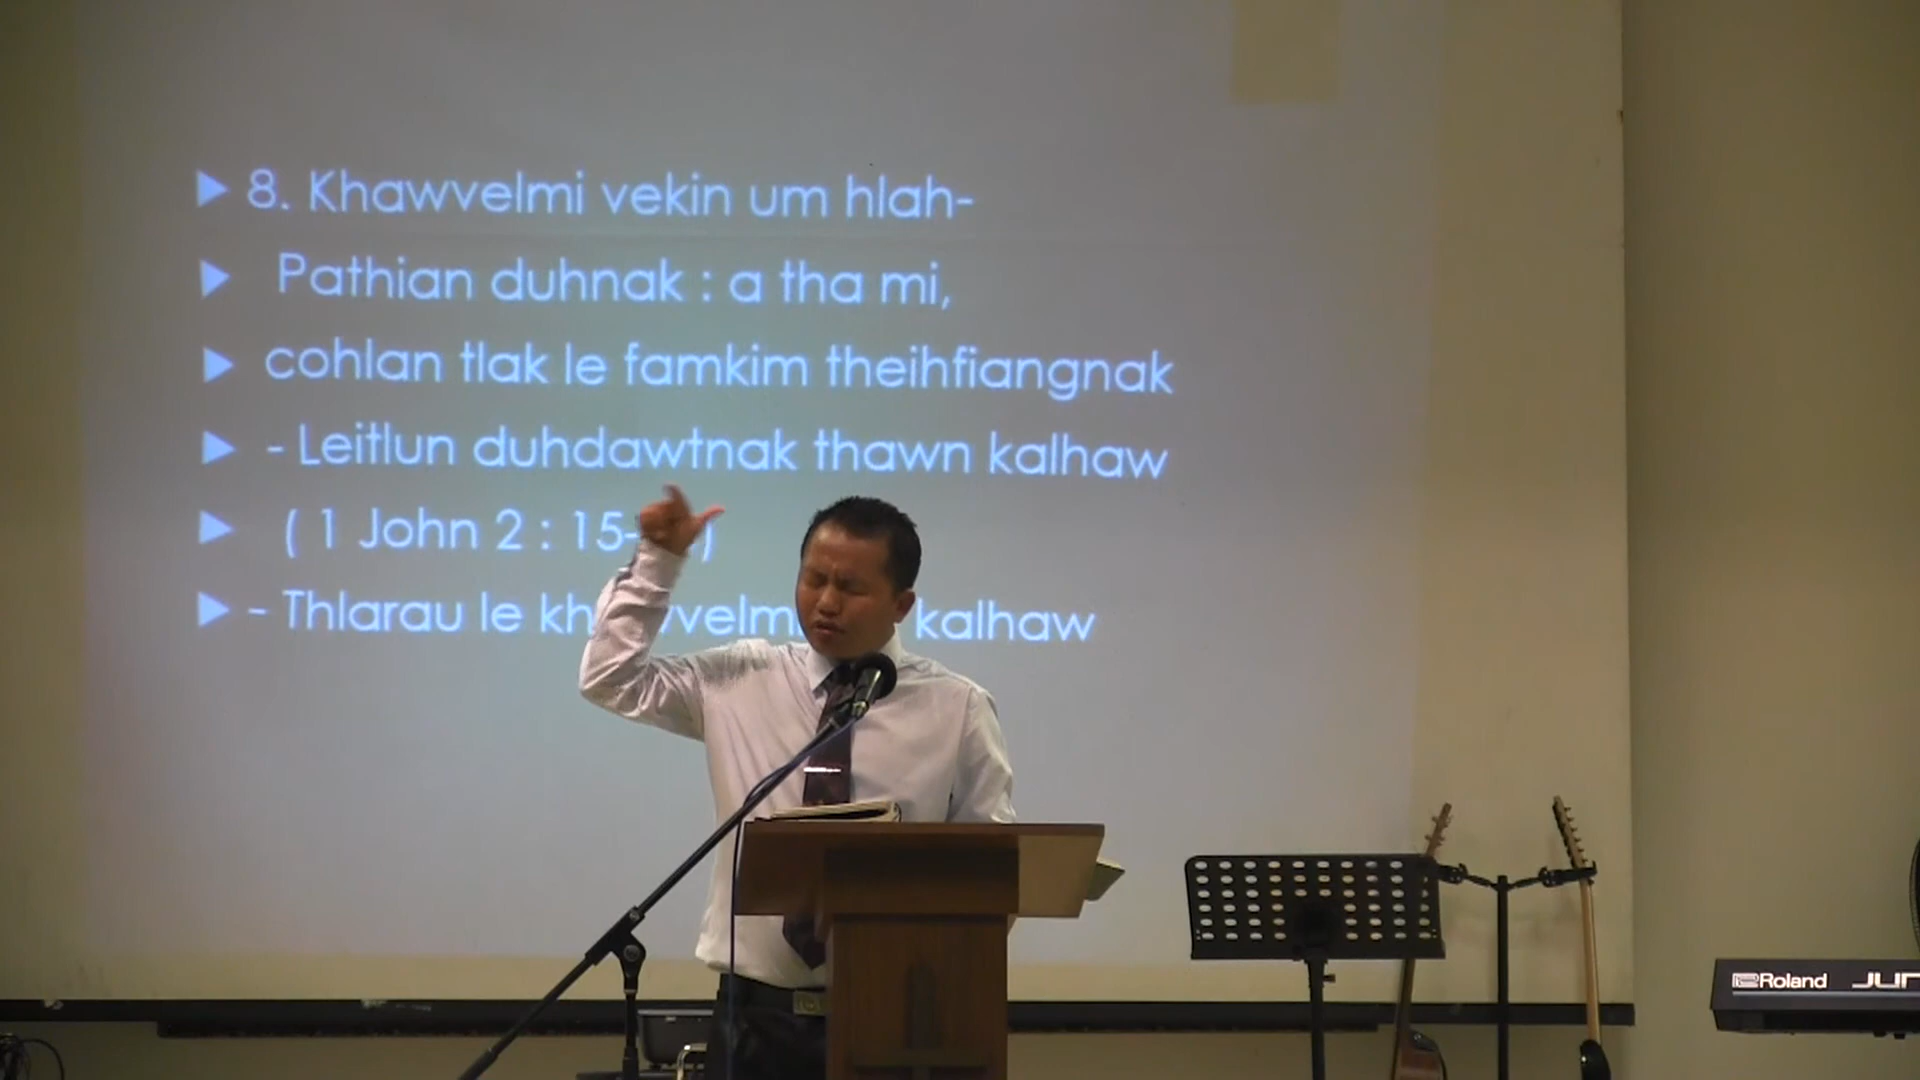 8. Khawvelmi vekin um hlah-
Pathian duhnak : a tha mi,
cohlan tlak le famkim theihfiangnak
- Leitlun duhdawtnak thawn kalhaw
( 1 John 2 : 15- )
- Thlarau le kalhaw
Roland